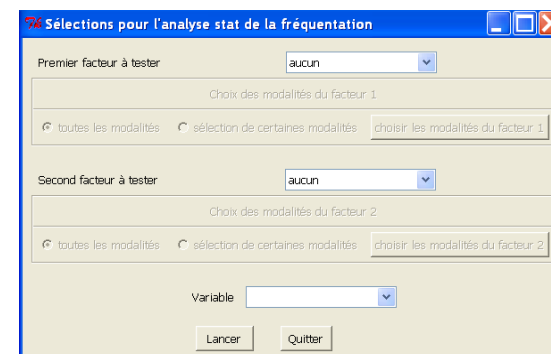 Sélections pour l'analyse stat de la fréquentation
Premier facteur à tester aucun
Choix des modalités du facteur 1
toutes les modalités sélection de certaines modalités choisir les modalités du facteur 1
Second facteur à tester aucun
Choix des modalités du facteur 2
toutes les modalités sélection de certaines modalités choisir les modalités du facteur 2
Variable
Lancer Quitter